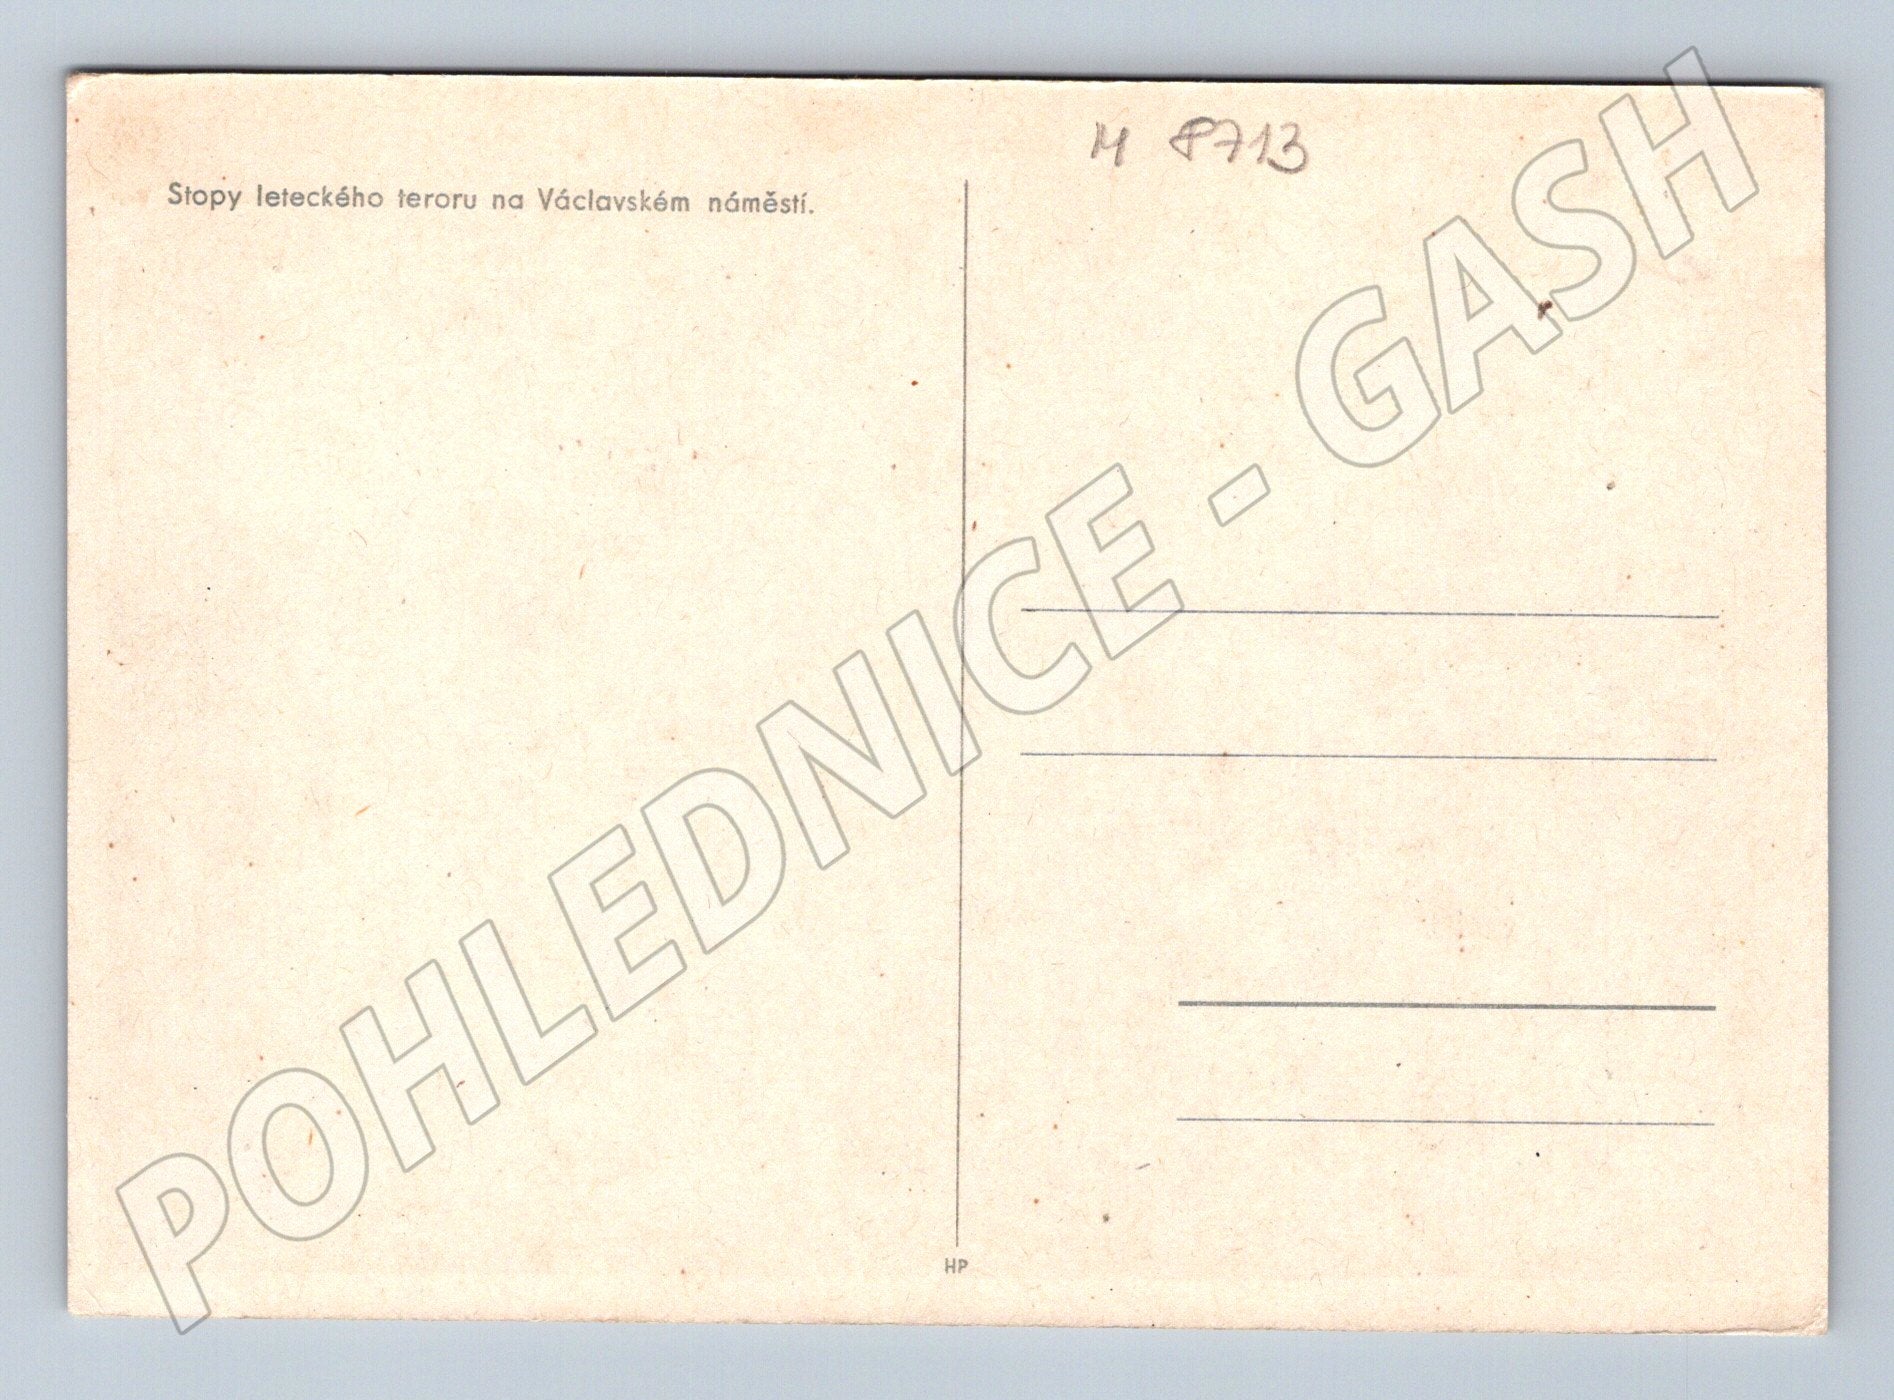 M 8713
Stopy leteckého teroru na Václavském náměstí.
POHLEDNICE - GASH
HP